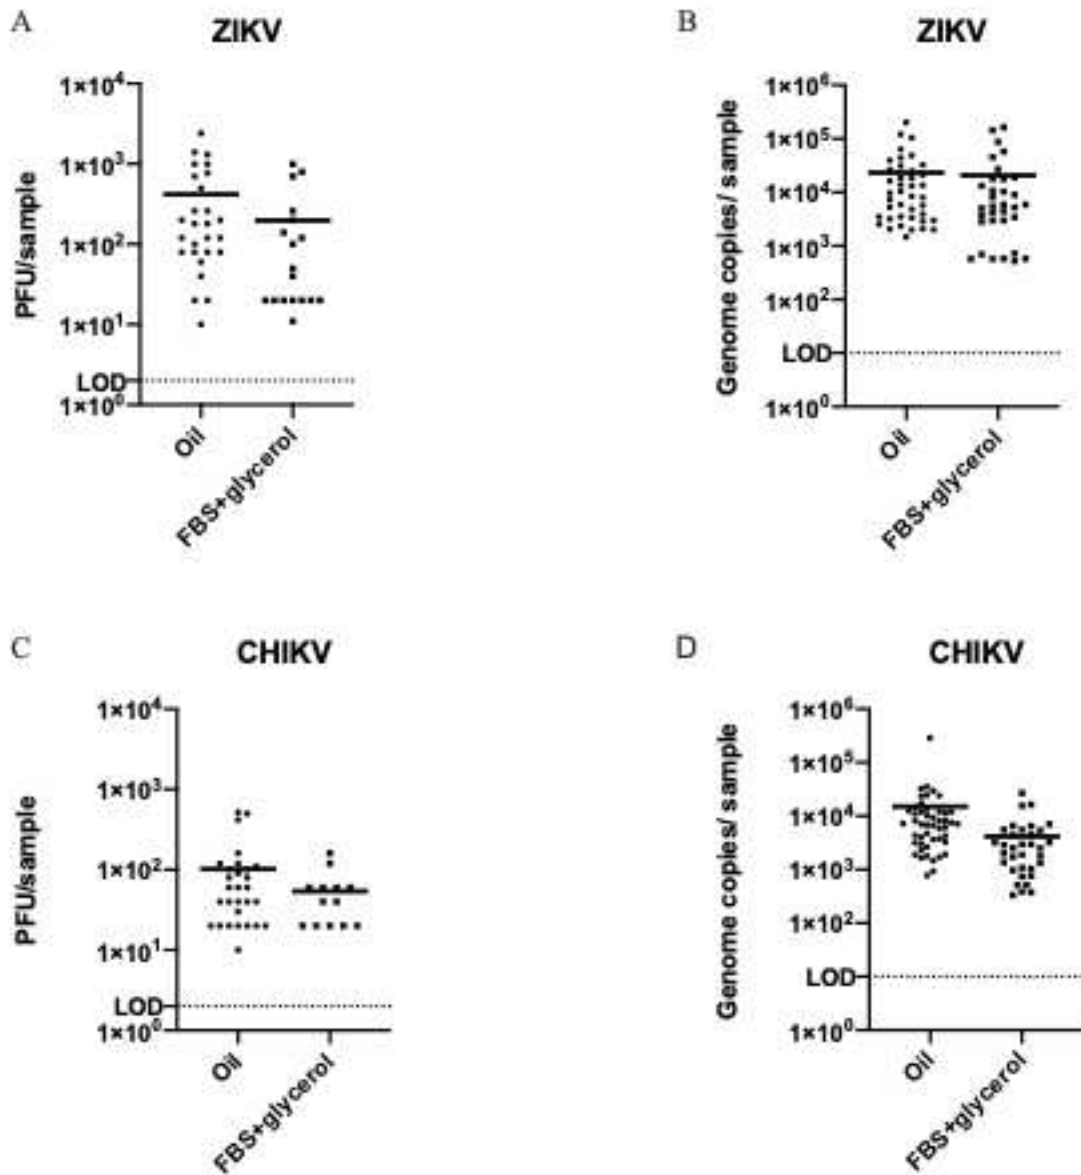 A
ZIKV
1×10⁴
1×10³
1×10²
1×10¹
LOD
1×10⁰
PFU/sample
Oil
FBS+glycerol
B
ZIKV
1×10⁶
1×10⁵
1×10⁴
1×10³
1×10²
LOD
1×10⁰
Genome copies/ sample
Oil
FBS+glycerol
C
CHIKV
1×10⁴
1×10³
1×10²
1×10¹
LOD
1×10⁰
PFU/sample
Oil
FBS+glycerol
D
CHIKV
1×10⁶
1×10⁵
1×10⁴
1×10³
1×10²
LOD
1×10⁰
Genome copies/ sample
Oil
FBS+glycerol